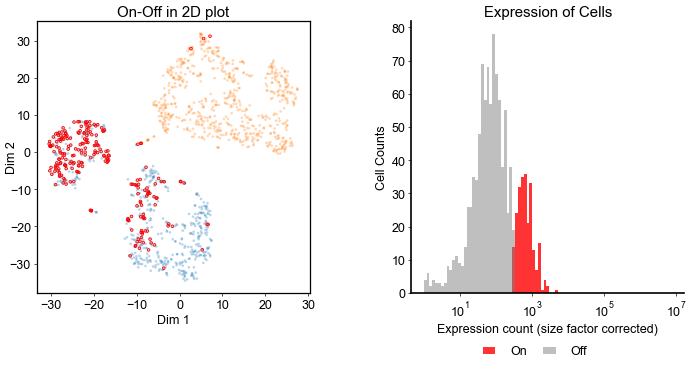 On-Off in 2D plot
30
20
10
0
−10
−20
−30
Dim 2
−30 −20 −10 0 10 20 30
Dim 1
Expression of Cells
80
70
60
50
40
30
20
10
0
Cell Counts
10^1 10^3 10^5 10^7
Expression count (size factor corrected)
On Off